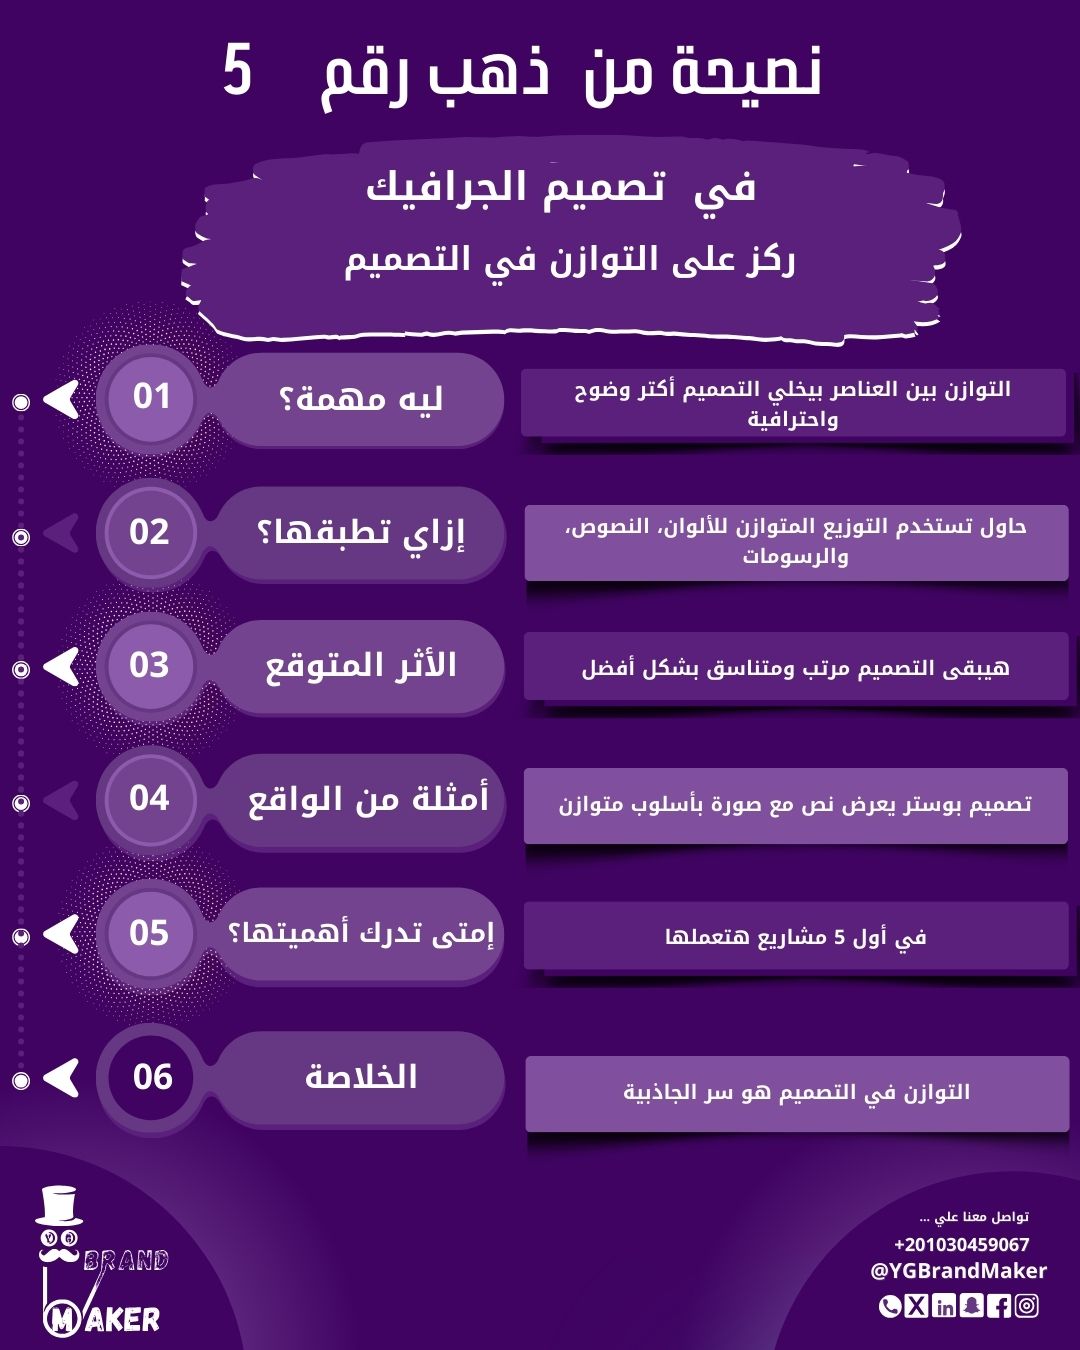 نصيحة من ذهب رقم 5
في تصميم الجرافيك
ركز على التوازن في التصميم
01
ليه مهمة؟
التوازن بين العناصر بيخلي التصميم أكتر وضوح
واحترافية
02
إزاي تطبقها؟
حاول تستخدم التوزيع المتوازن للألوان، النصوص،
والرسومات
03
الأثر المتوقع
هيبقى التصميم مرتب ومتناسق بشكل أفضل
04
أمثلة من الواقع
تصميم بوستر يعرض نص مع صورة بأسلوب متوازن
05
إمتى تدرك أهميتها؟
في أول 5 مشاريع هتعملها
06
الخلاصة
التوازن في التصميم هو سر الجاذبية
YG
BRAND
MAKER
تواصل معنا علي ...
+201030459067
@YGBrandMaker